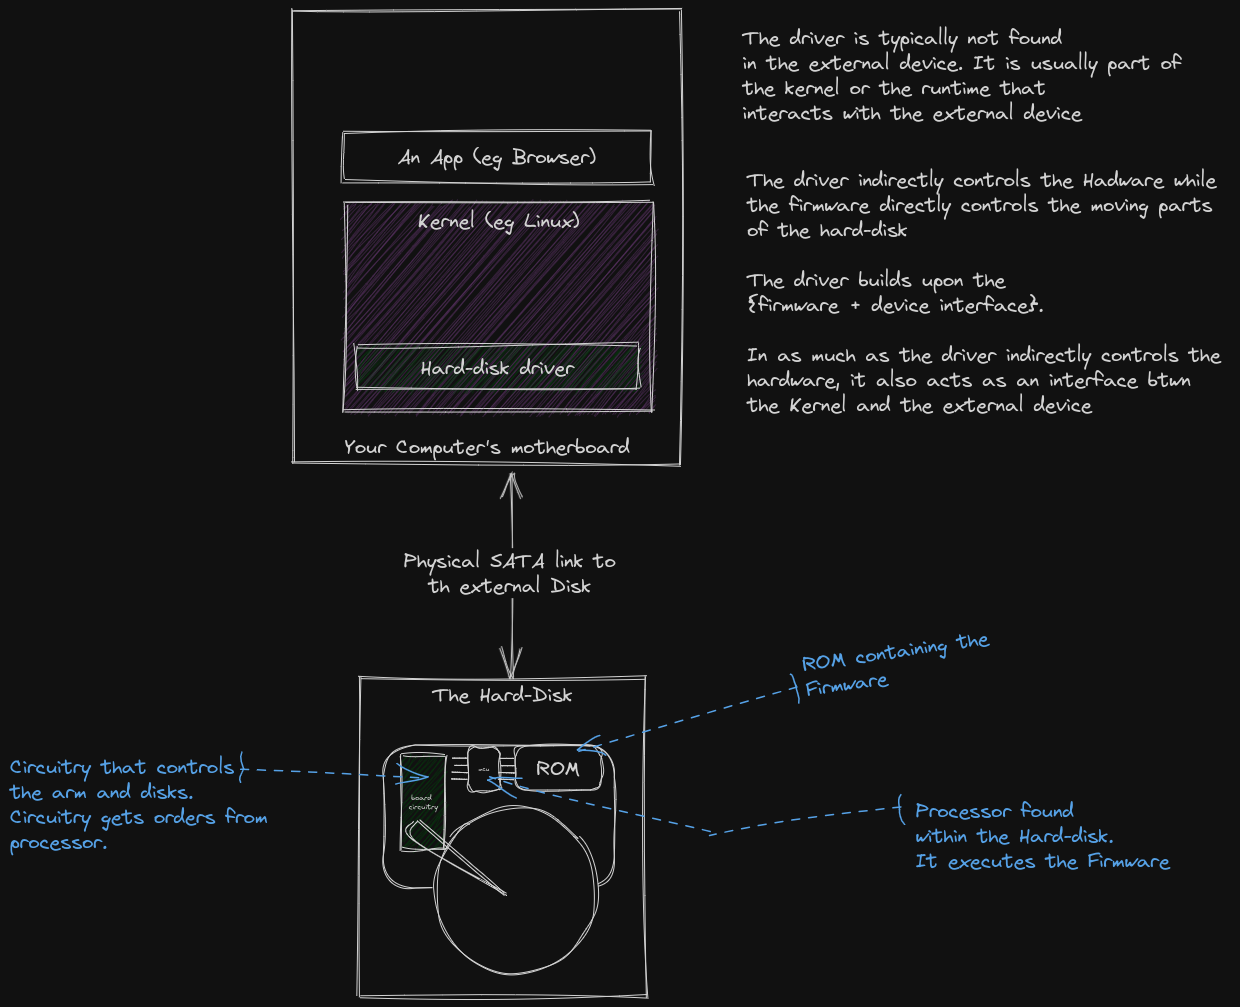 The driver is typically not found
in the external device. It is usually part of
the kernel or the runtime that
interacts with the external device
An App (eg Browser)
The driver indirectly controls the Hadware while
the firmware directly controls the moving parts
of the hard-disk
Kernel (eg Linux)
The driver builds upon the
{firmware + device interface}.
In as much as the driver indirectly controls the
hardware, it also acts as an interface btwn
the Kernel and the external device
Hard-disk driver
Your Computer's motherboard
Physical SATA link to
th external Disk
ROM containing the
Firmware
The Hard-Disk
Circuitry that controls
the arm and disks.
Circuitry gets orders from
processor.
board
circuitry
mcu
ROM
Processor found
within the Hard-disk.
It executes the Firmware